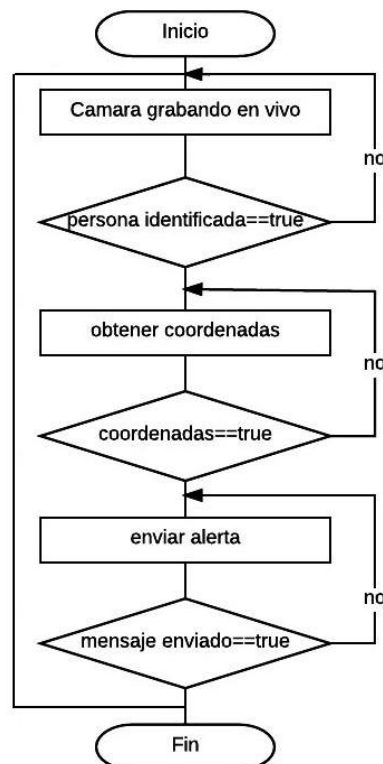 Inicio
Camara grabando en vivo
no
persona identificada==true
obtener coordenadas
no
coordenadas==true
enviar alerta
no
mensaje enviado==true
Fin